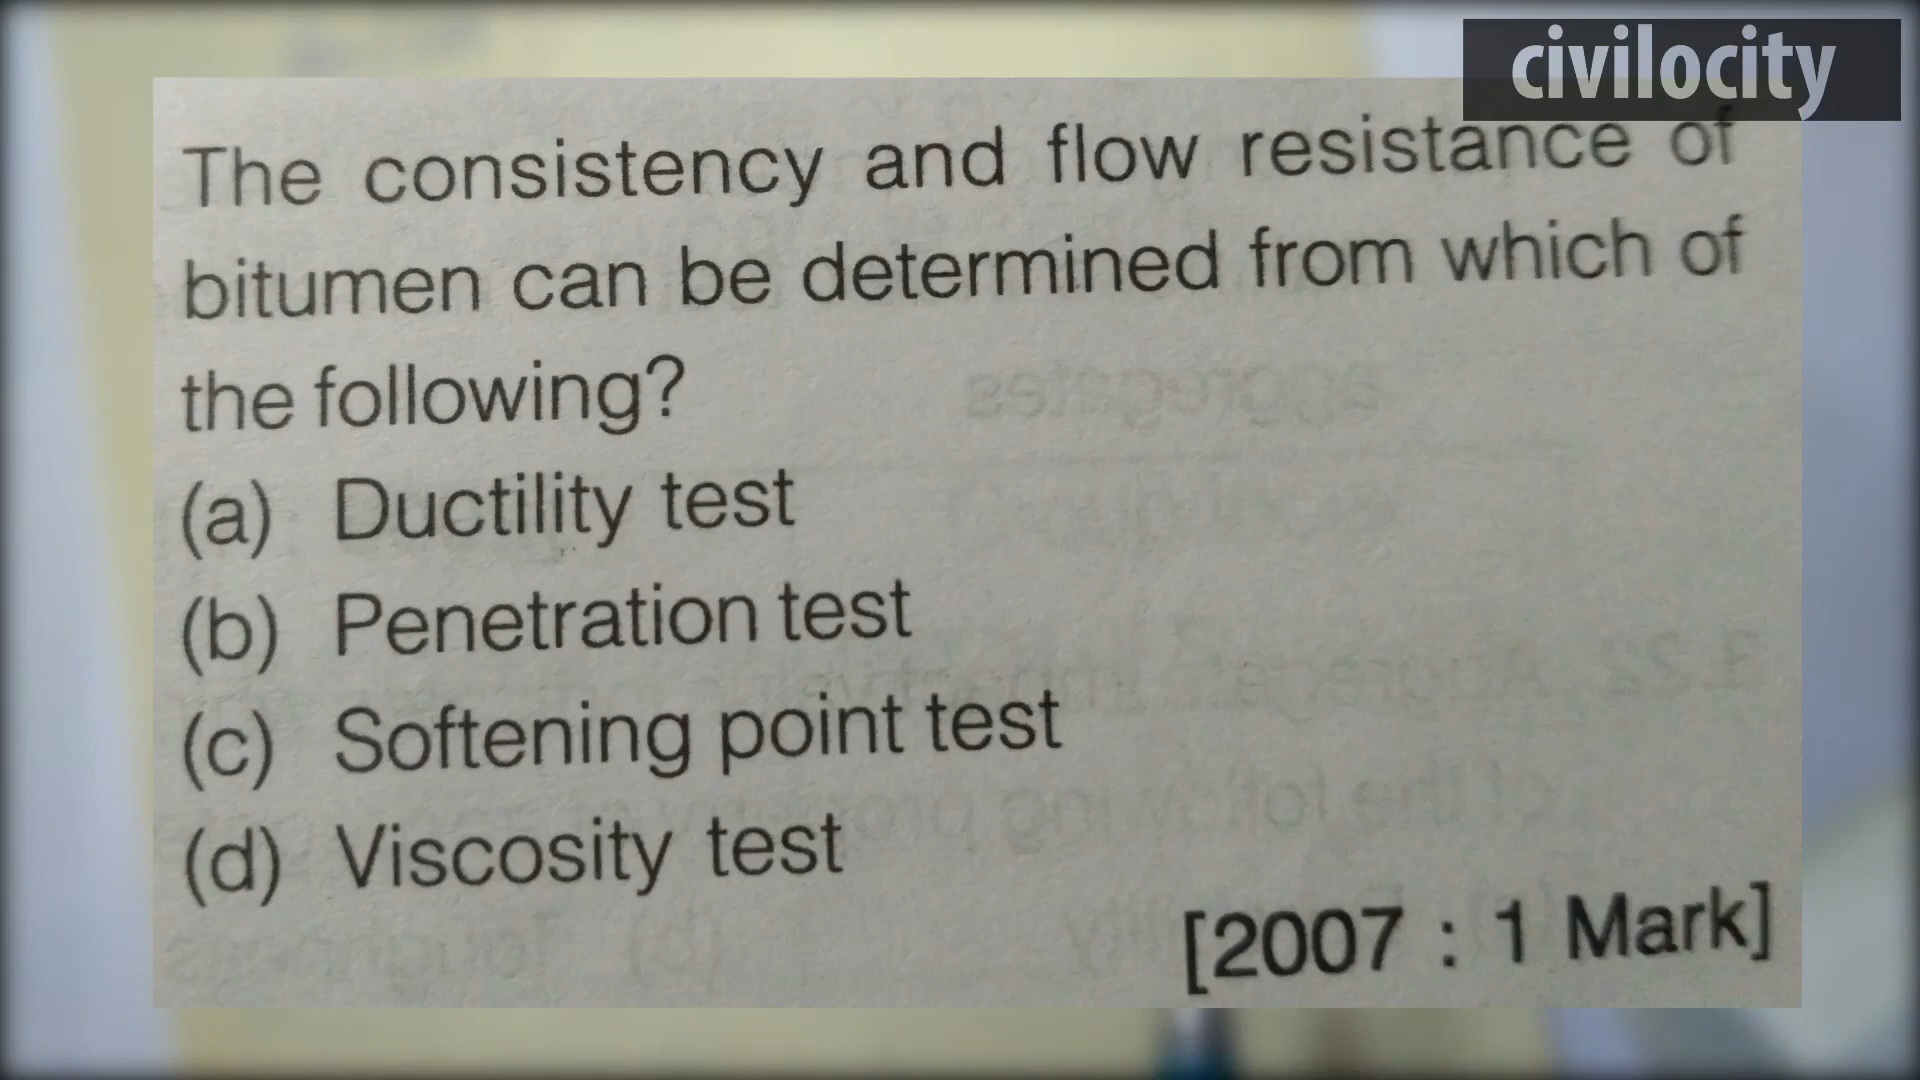 civilocity
The consistency and flow resistance of
bitumen can be determined from which of
the following?
(a) Ductility test
(b) Penetration test
(c) Softening point test
(d) Viscosity test
[2007 : 1 Mark]